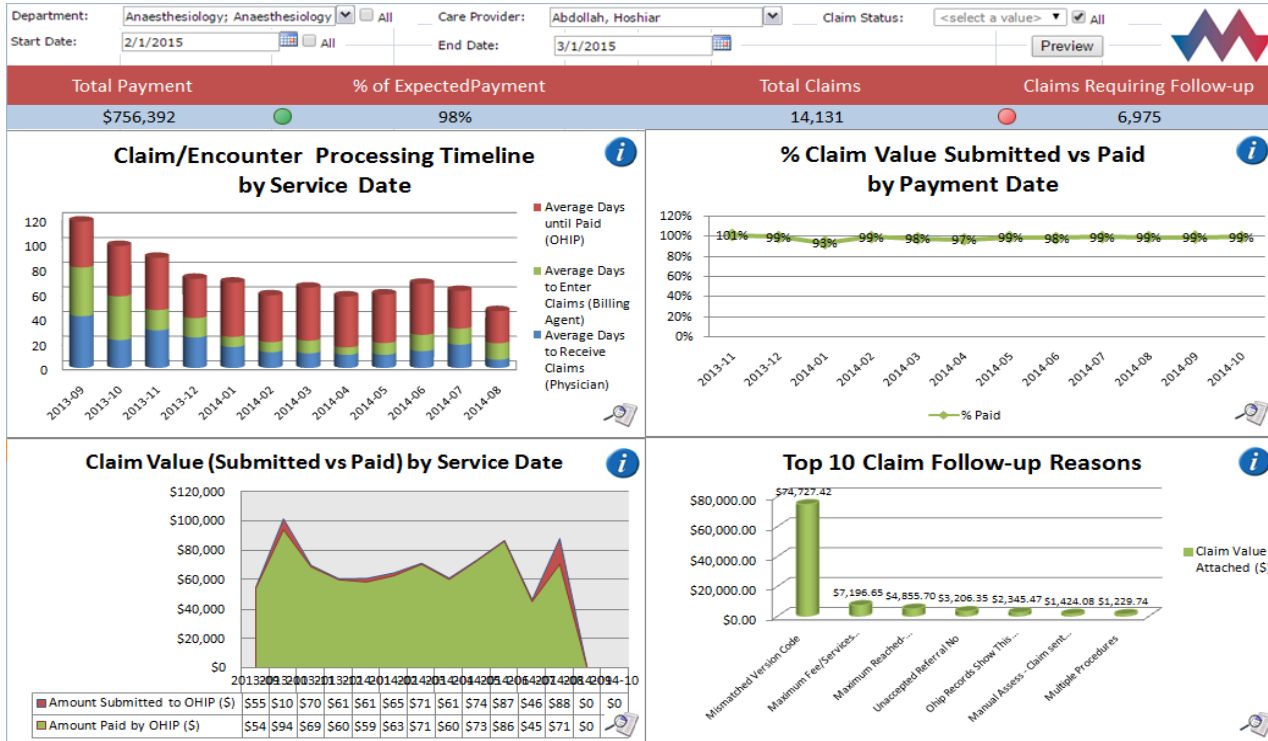 Department: Anaesthesiology; Anaesthesiology All Care Provider: Abdollah, Hoshiar Claim Status: <select a value> All
Start Date: 2/1/2015 All End Date: 3/1/2015 Preview
Total Payment % of ExpectedPayment Total Claims Claims Requiring Follow-up
$756,392 98% 14,131 6,975
Claim/Encounter Processing Timeline
by Service Date
120
100
80
60
40
20
0
2013-09 2013-10 2013-11 2013-12 2014-01 2014-02 2014-03 2014-04 2014-05 2014-06 2014-07 2014-08
Average Days
until Paid
(OHIP)
Average Days
to Enter
Claims (Billing
Agent)
Average Days
to Receive
Claims
(Physician)
% Claim Value Submitted vs Paid
by Payment Date
120%
100%
80%
60%
40%
20%
0%
101% 99% 93% 99% 98% 97% 99% 98% 99% 99% 99% 99%
2013-11 2013-12 2014-01 2014-02 2014-03 2014-04 2014-05 2014-06 2014-07 2014-08 2014-09 2014-10
% Paid
Claim Value (Submitted vs Paid) by Service Date
$120,000
$100,000
$80,000
$60,000
$40,000
$20,000
$0
Amount Submitted to OHIP ($) $55 $10 $70 $61 $61 $65 $71 $61 $74 $87 $46 $88 $0 $0
Amount Paid by OHIP ($) $54 $94 $69 $60 $59 $63 $71 $60 $73 $86 $45 $71 $0
Top 10 Claim Follow-up Reasons
$80,000.00
$60,000.00
$40,000.00
$20,000.00
$0.00
$74,727.42 $7,196.65 $4,855.70 $3,206.35 $2,345.47 $1,424.08 $1,229.74
Mismatched Version Code
Maximum Fee/Services...
Maximum Reached-...
Unaccepted Referral No
Ohip Records Show This...
Manual Assess - Claim sent...
Multiple Procedures
Claim Value
Attached ($)